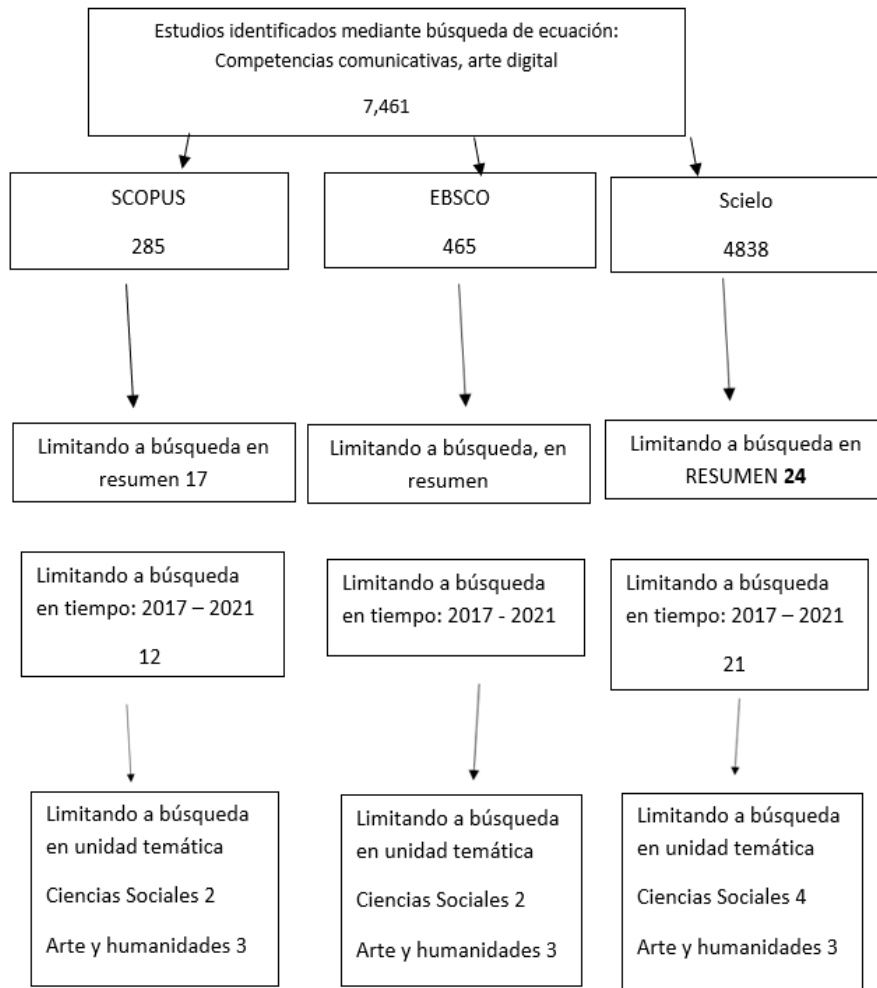 Estudios identificados mediante búsqueda de ecuación:
Competencias comunicativas, arte digital
7,461
SCOPUS
285
EBSCO
465
Scielo
4838
Limitando a búsqueda en
resumen 17
Limitando a búsqueda, en
resumen
Limitando a búsqueda en
RESUMEN 24
Limitando a búsqueda
en tiempo: 2017 – 2021
12
Limitando a búsqueda
en tiempo: 2017 - 2021
Limitando a búsqueda
en tiempo: 2017 – 2021
21
Limitando a búsqueda
en unidad temática
Ciencias Sociales 2
Arte y humanidades 3
Limitando a búsqueda
en unidad temática
Ciencias Sociales 2
Arte y humanidades 3
Limitando a búsqueda
en unidad temática
Ciencias Sociales 4
Arte y humanidades 3